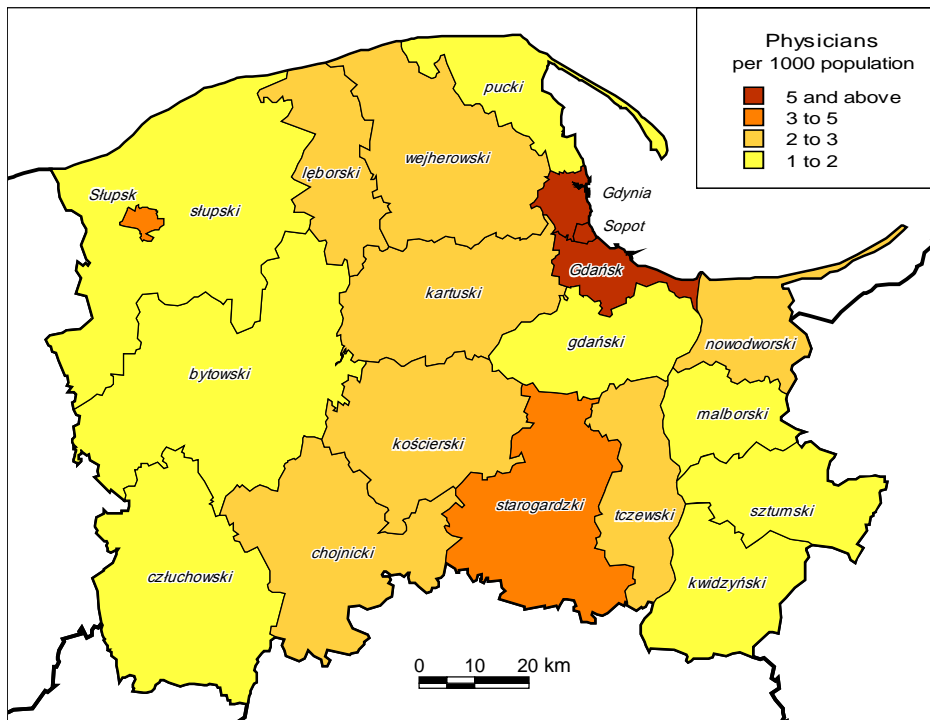 Physicians
per 1000 population
5 and above
3 to 5
2 to 3
1 to 2
pucki
lęborski
wejherowski
Gdynia
Słupsk
słupski
Sopot
Gdańsk
kartuski
gdański
nowodworski
bytowski
malborski
kościerski
starogardzki
tczewski
sztumski
chojnicki
człuchowski
kwidzyński
0 10 20 km